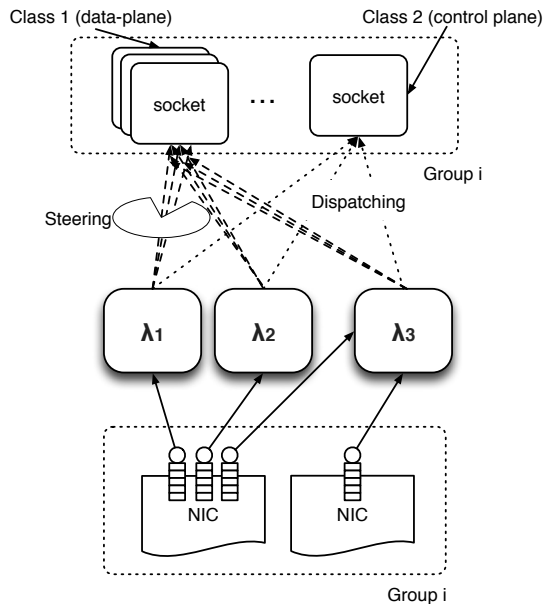 Class 1 (data-plane)
Class 2 (control plane)
socket
...
socket
Group i
Dispatching
Steering
λ1
λ2
λ3
NIC
NIC
Group i